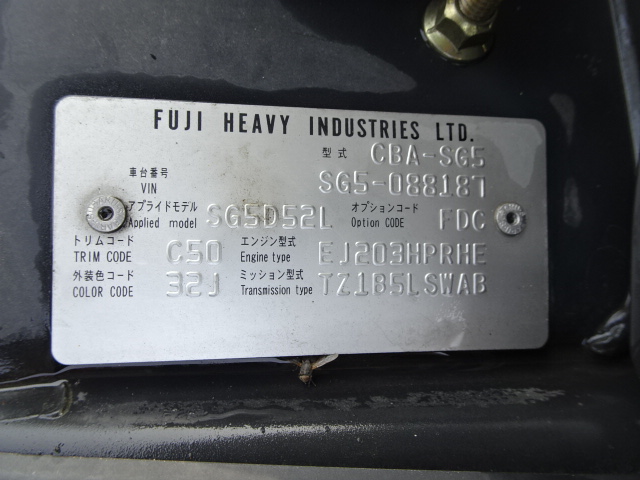 FUJI HEAVY INDUSTRIES LTD.
型式 CBA-SG5
車台番号 VIN SG5-088187
アプライドモデル Applied model SG5D52L オプションコード Option CODE FDC
トリムコード TRIM CODE C50 エンジン型式 Engine type EJ203HPRHE
外装色コード COLOR CODE 32J ミッション型式 Transmission type TZ1B5LSWAB